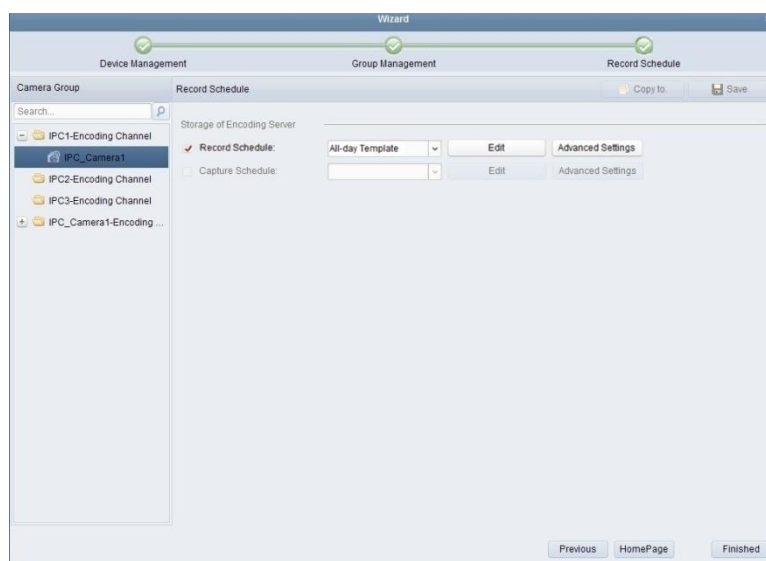 Wizard
Device Management Group Management Record Schedule
Camera Group
Search...
IPC1-Encoding Channel
IPC_Camera1
IPC2-Encoding Channel
IPC3-Encoding Channel
IPC_Camera1-Encoding ...
Record Schedule
Copy to. Save
Storage of Encoding Server
Record Schedule: All-day Template Edit Advanced Settings
Capture Schedule: Edit Advanced Settings
Previous HomePage Finished